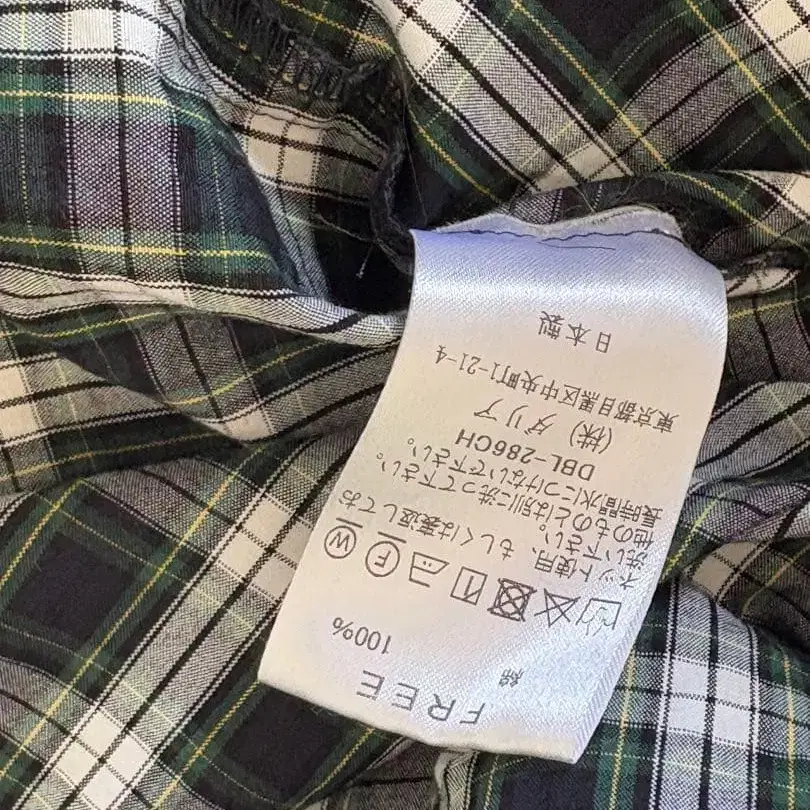 FREE
綿 100%
ネット使用、もしくは裏返してお
洗い下さい。
他のものとは別に洗って下さい。
長時間水につけないで下さい。
DBL-286CH
(株) ダリア
東京都目黒区中央町1-21-4
日本製